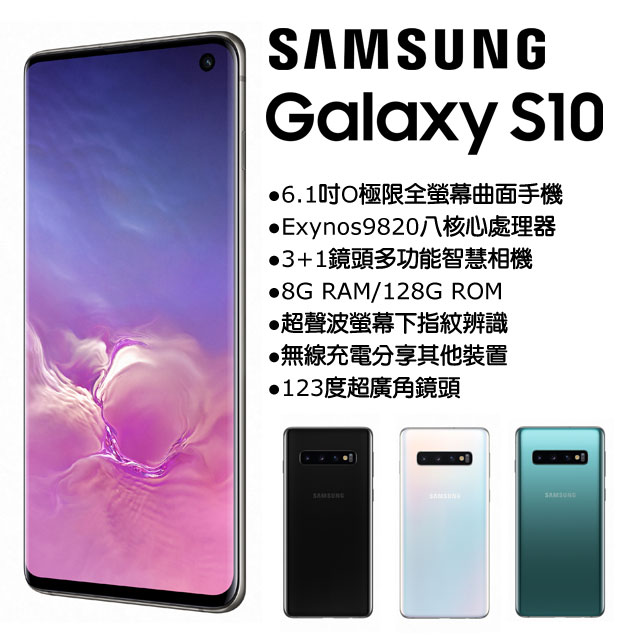 SAMSUNG
Galaxy S10
●6.1吋O極限全螢幕曲面手機
●Exynos9820八核心處理器
●3+1鏡頭多功能智慧相機
●8G RAM/128G ROM
●超聲波螢幕下指紋辨識
●無線充電分享其他裝置
●123度超廣角鏡頭
SAMSUNG
SAMSUNG
SAMSUNG